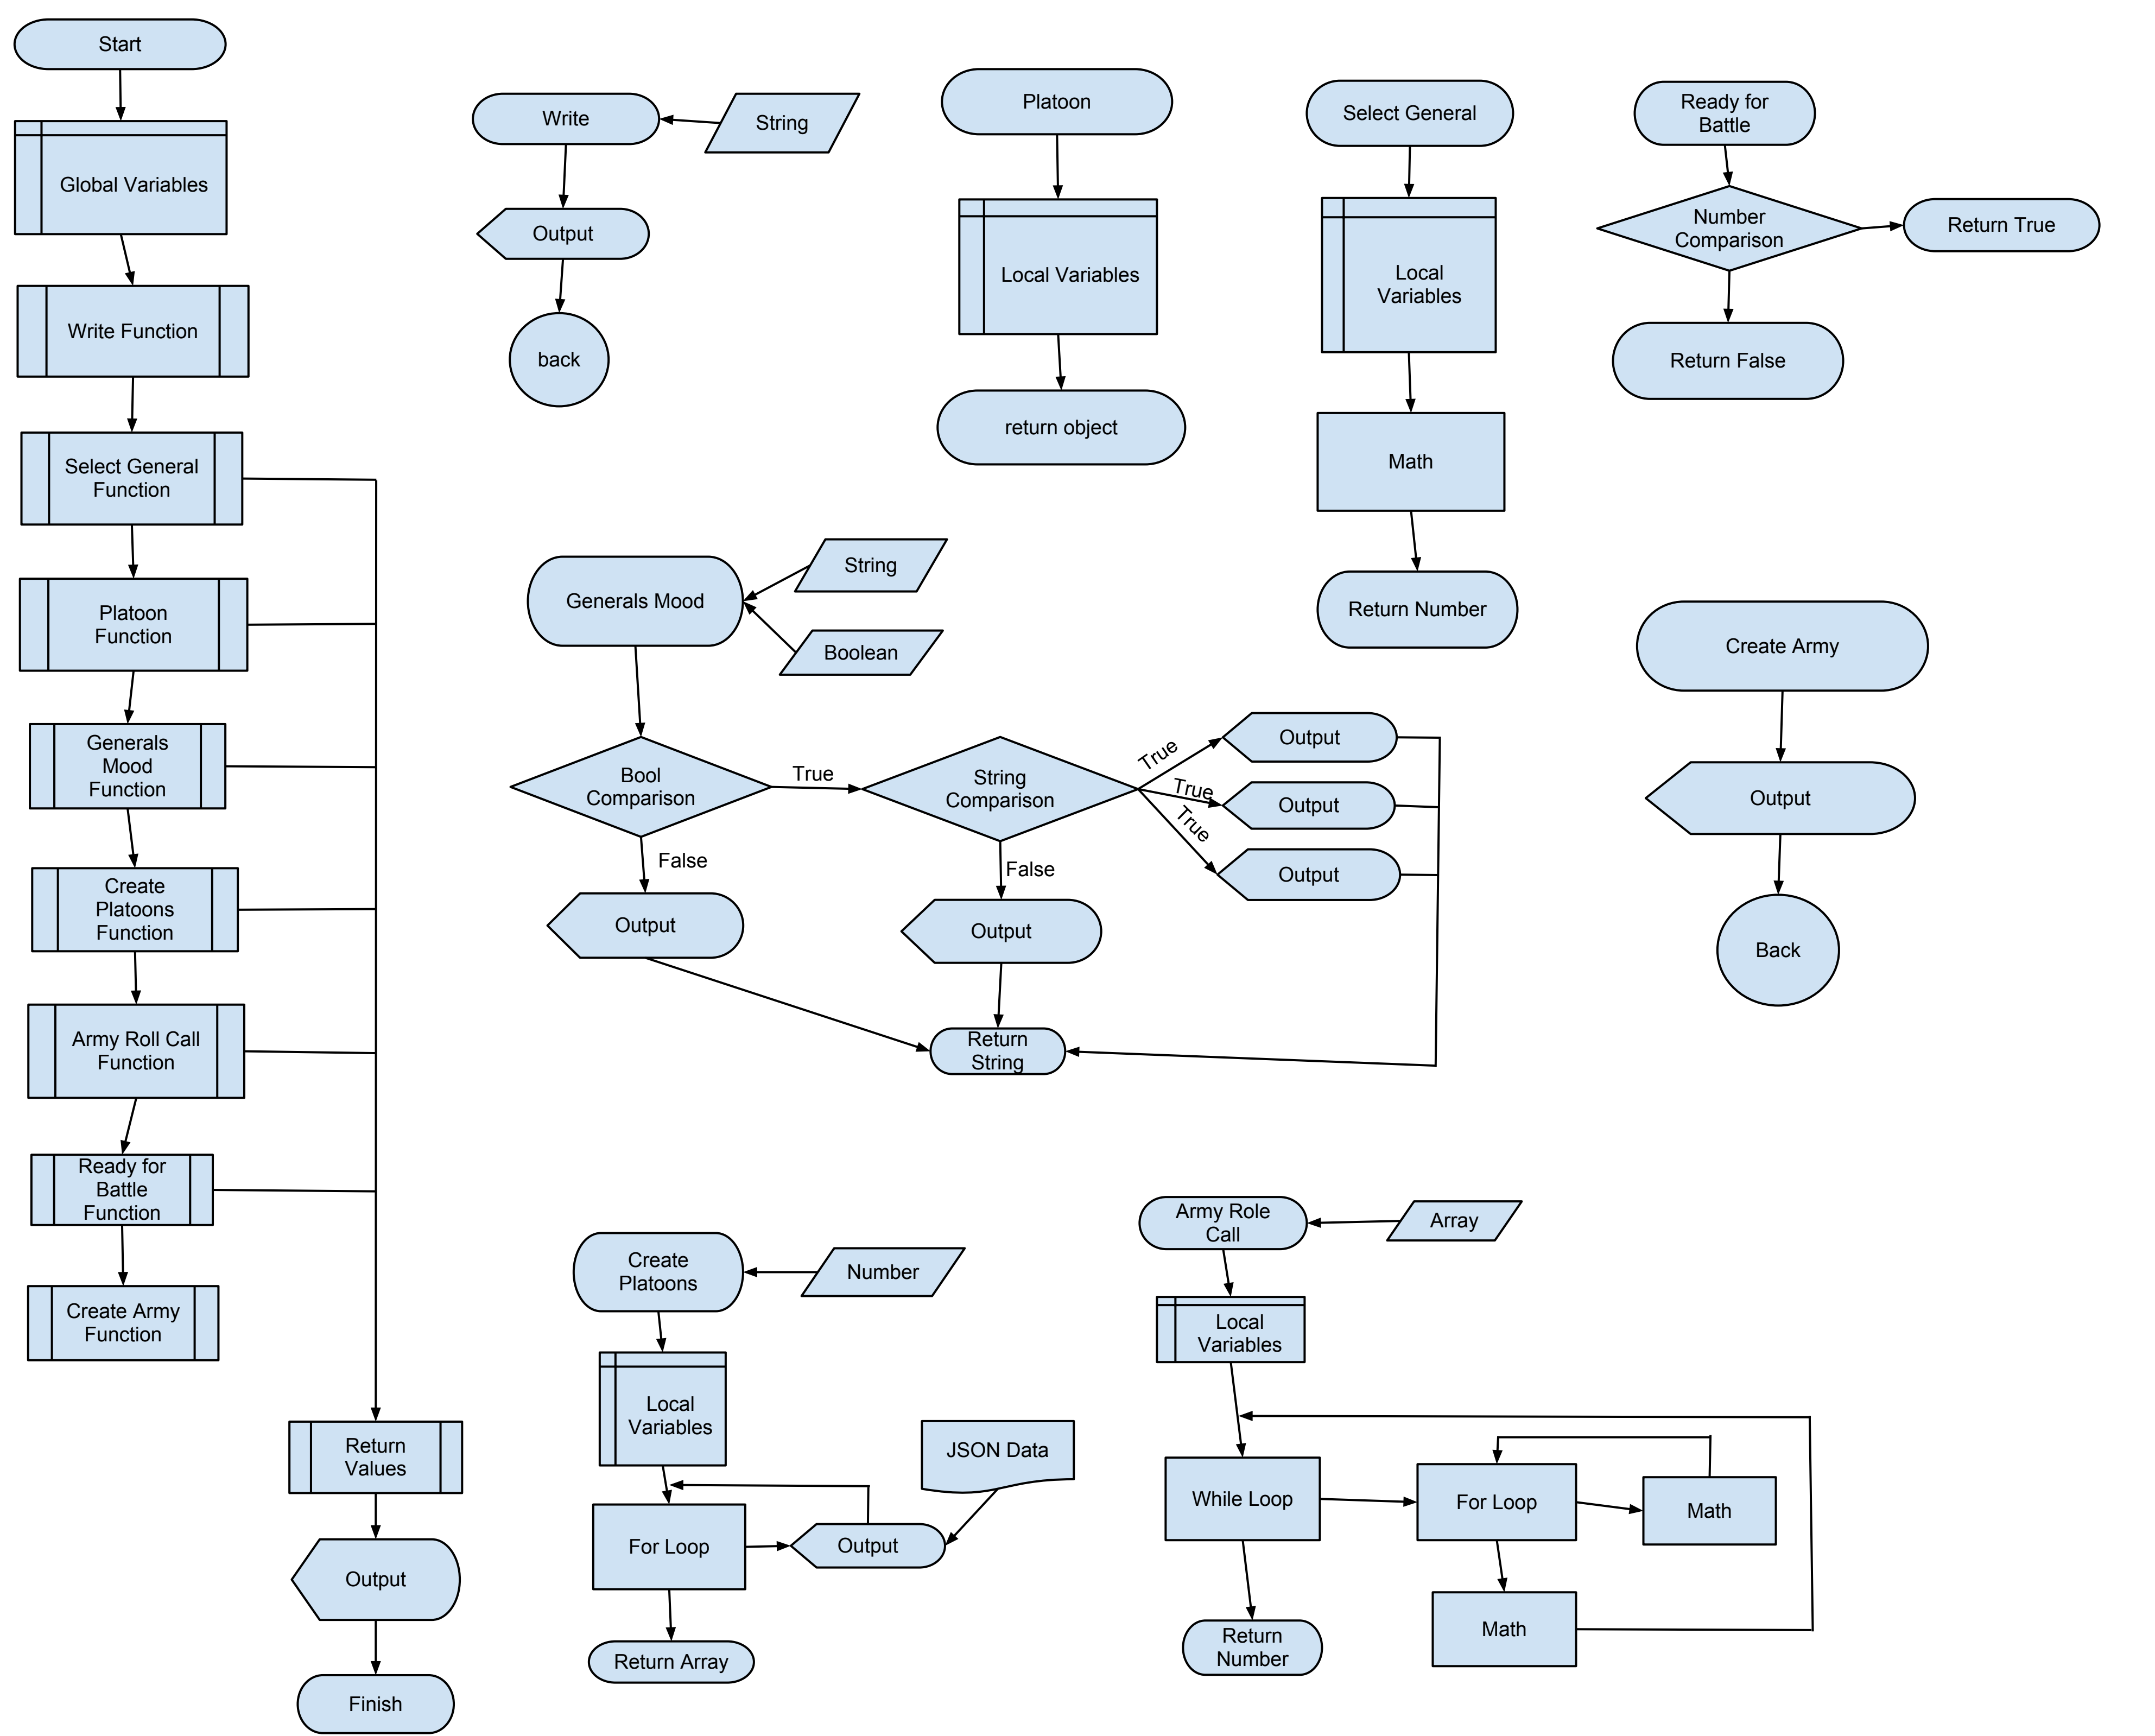 Start
Global Variables
Write Function
Select General
Function
Platoon
Function
Generals
Mood
Function
Create
Platoons
Function
Army Roll Call
Function
Ready for
Battle
Function
Create Army
Function
Return
Values
Output
Finish
Write
String
Output
back
Platoon
Local Variables
return object
Select General
Local
Variables
Math
Return Number
Ready for
Battle
Number
Comparison
Return True
Return False
Generals Mood
String
Boolean
Bool
Comparison
True
String
Comparison
True
Output
True
Output
True
Output
False
Output
False
Output
Return
String
Create Army
Output
Back
Create
Platoons
Number
Local
Variables
JSON Data
For Loop
Output
Return Array
Army Role
Call
Array
Local
Variables
While Loop
For Loop
Math
Math
Return
Number